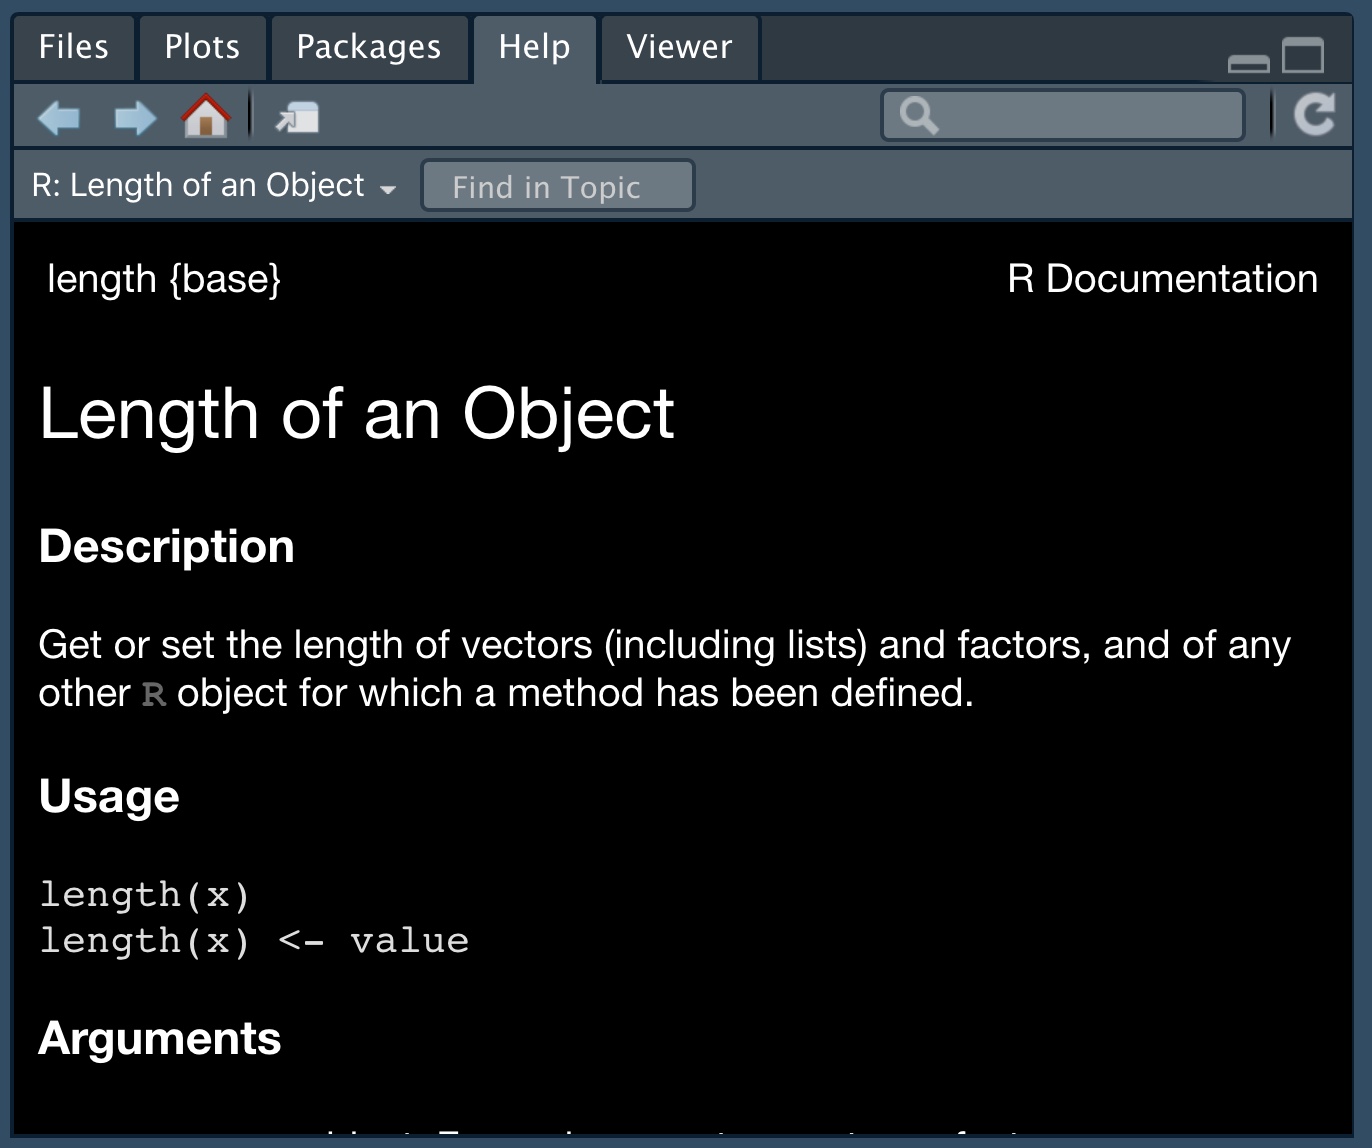 Files Plots Packages Help Viewer
R: Length of an Object Find in Topic
length {base} R Documentation
Length of an Object
Description
Get or set the length of vectors (including lists) and factors, and of any
other R object for which a method has been defined.
Usage
length(x)
length(x) <- value
Arguments